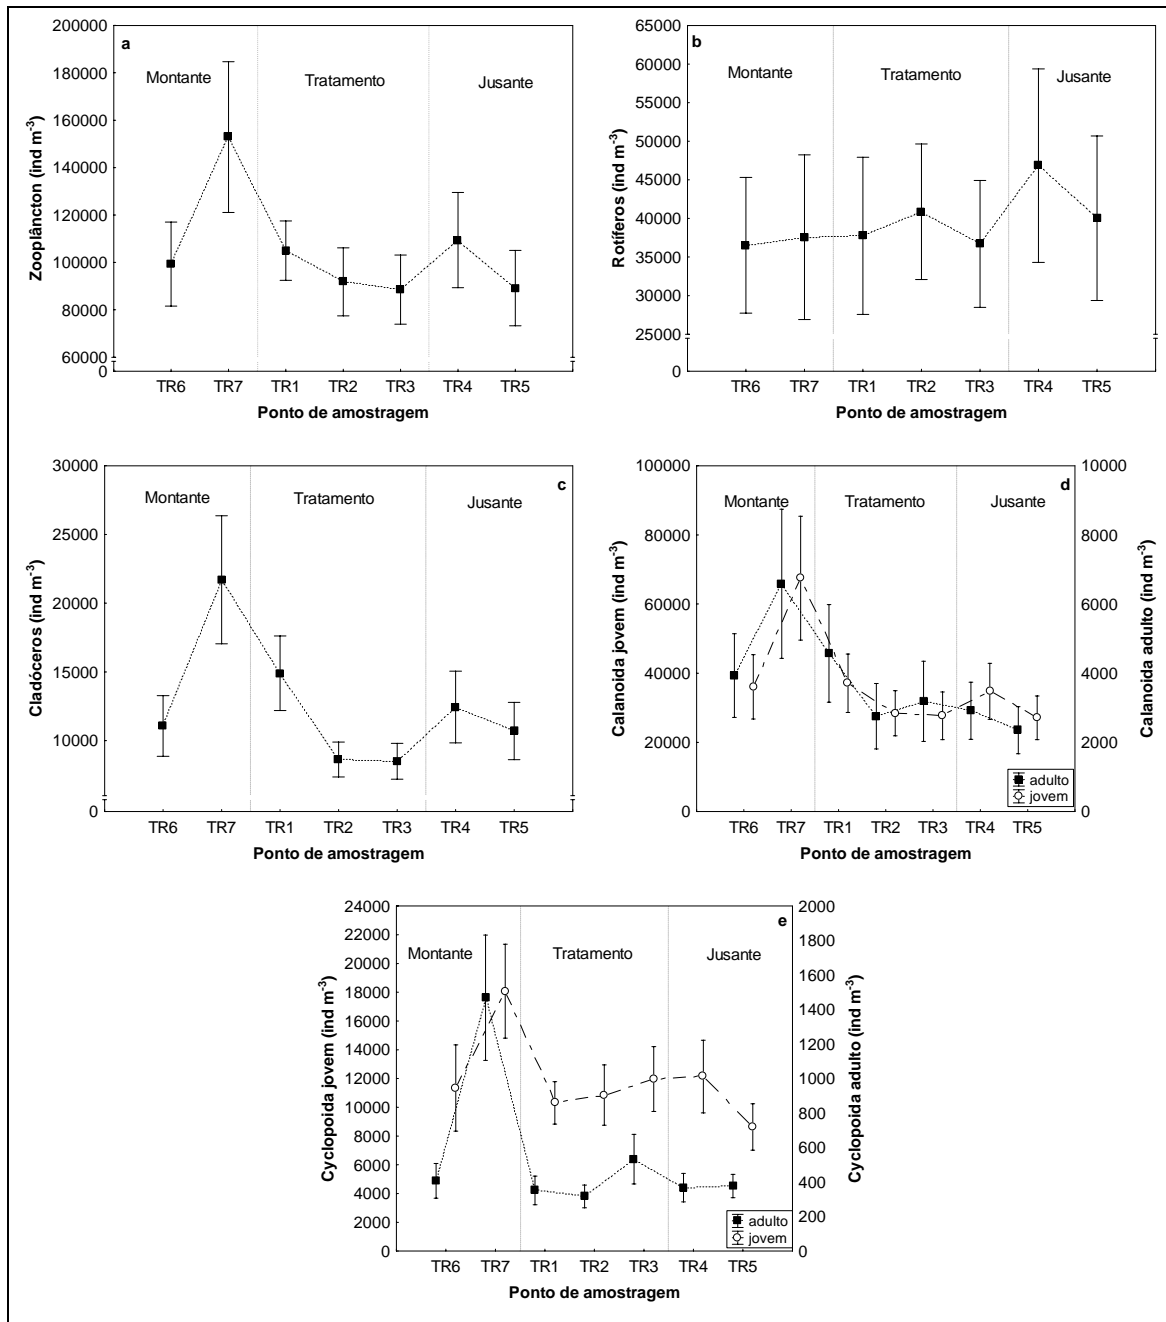 a
Montante
Tratamento
Jusante
Zooplâncton (ind m-3)
200000
180000
160000
140000
120000
100000
80000
60000
0
TR6 TR7 TR1 TR2 TR3 TR4 TR5
Ponto de amostragem
b
Montante
Tratamento
Jusante
Rotíferos (ind m-3)
65000
60000
55000
50000
45000
40000
35000
30000
25000
0
TR6 TR7 TR1 TR2 TR3 TR4 TR5
Ponto de amostragem
c
Montante
Tratamento
Jusante
Cladóceros (ind m-3)
30000
25000
20000
15000
10000
0
TR6 TR7 TR1 TR2 TR3 TR4 TR5
Ponto de amostragem
d
Montante
Tratamento
Jusante
Calanoida jovem (ind m-3)
100000
80000
60000
40000
20000
0
Calanoida adulto (ind m-3)
10000
8000
6000
4000
2000
0
adulto
jovem
TR6 TR7 TR1 TR2 TR3 TR4 TR5
Ponto de amostragem
e
Montante
Tratamento
Jusante
Cyclopoida jovem (ind m-3)
24000
22000
20000
18000
16000
14000
12000
10000
8000
6000
4000
2000
0
Cyclopoida adulto (ind m-3)
2000
1800
1600
1400
1200
1000
800
600
400
200
0
adulto
jovem
TR6 TR7 TR1 TR2 TR3 TR4 TR5
Ponto de amostragem